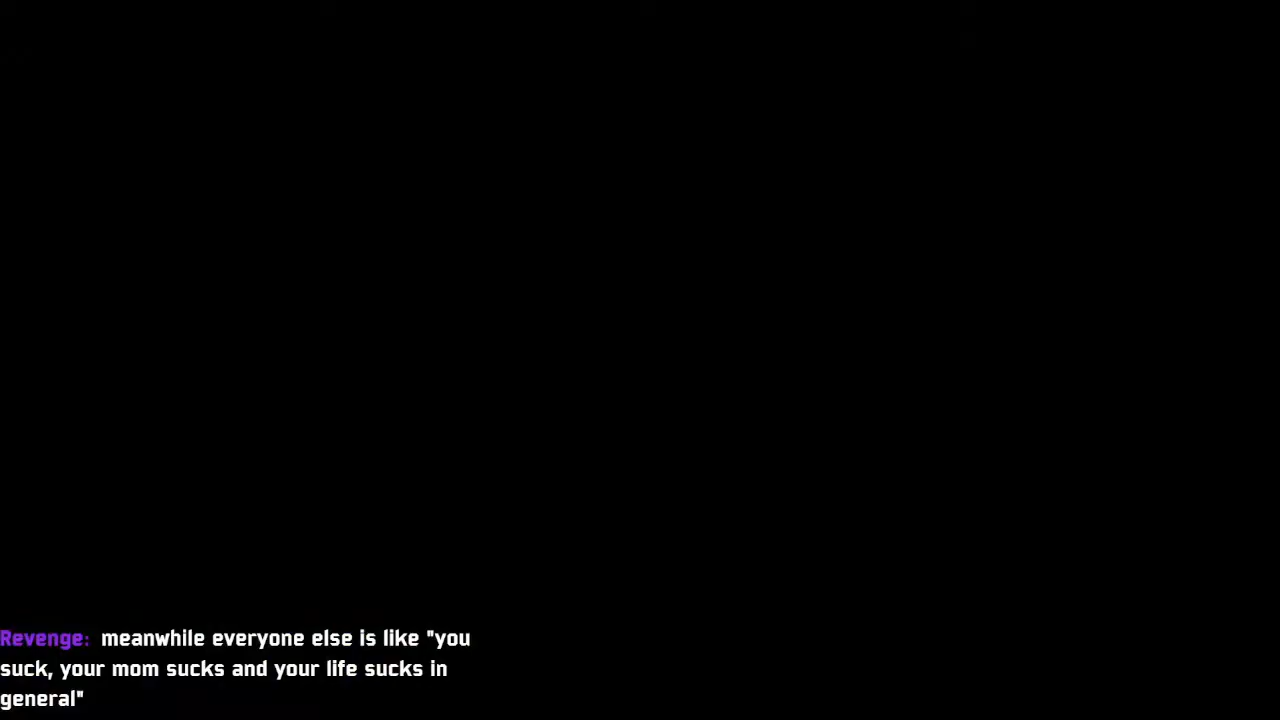 Revenge: meanwhile everyone else is like "you
suck, your mom sucks and your life sucks in
general"